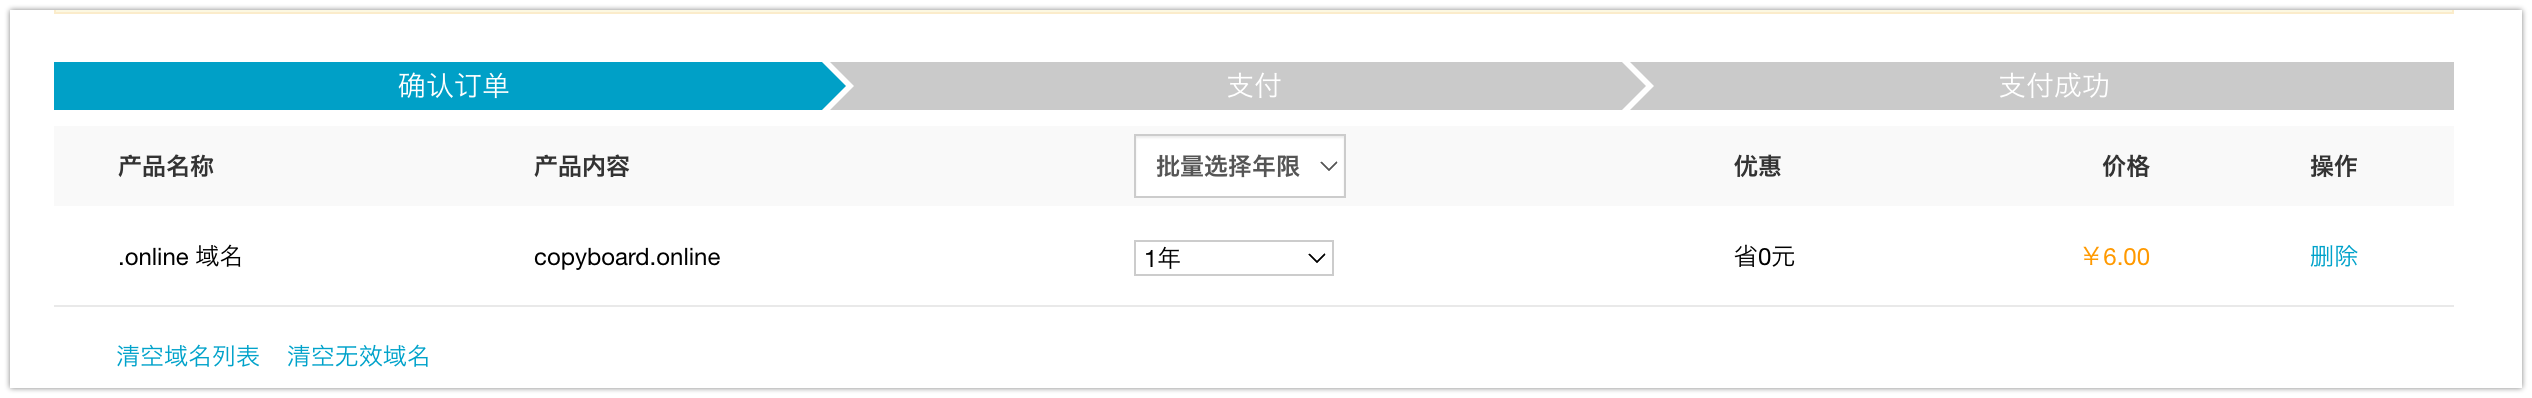 确认订单 支付 支付成功
产品名称 产品内容 批量选择年限 优惠 价格 操作
.online 域名 copyboard.online 1年 省0元 ￥6.00 删除
清空域名列表 清空无效域名